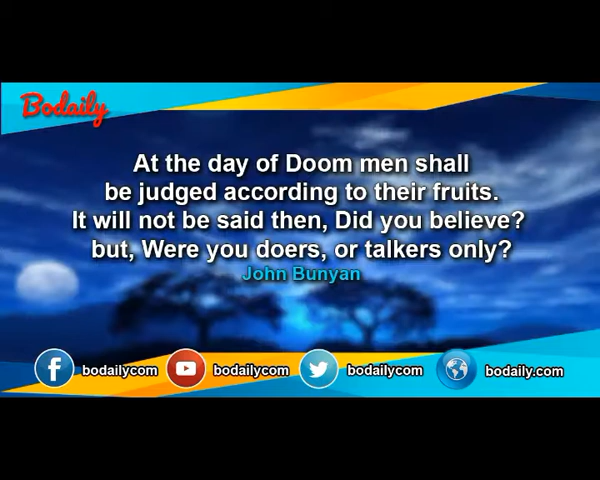 Bodaily
At the day of Doom men shall
be judged according to their fruits.
It will not be said then, Did you believe?
but, Were you doers, or talkers only?
John Bunyan
bodailycom bodailycom bodailycom bodaily.com